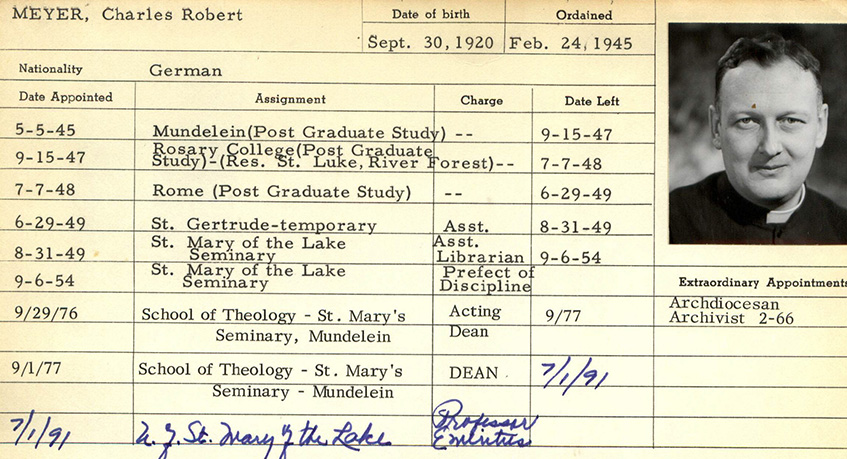 MEYER, Charles Robert
Date of birth Ordained
Sept. 30, 1920 Feb. 24, 1945
Nationality German
Date Appointed Assignment Charge Date Left
5-5-45 Mundelein(Post Graduate Study) -- 9-15-47
9-15-47 Rosary College(Post Graduate
Study)-(Res. St. Luke, River Forest)-- 7-7-48
7-7-48 Rome (Post Graduate Study) -- 6-29-49
6-29-49 St. Gertrude-temporary Asst. 8-31-49
8-31-49 St. Mary of the Lake Asst.
Seminary Librarian 9-6-54
9-6-54 St. Mary of the Lake Prefect of
Seminary Discipline
Extraordinary Appointments
Archdiocesan
Archivist 2-66
9/29/76 School of Theology - St. Mary's Acting 9/77
Seminary, Mundelein Dean
9/1/77 School of Theology - St. Mary's DEAN 7/1/91
Seminary - Mundelein
7/1/91 U. of St. Mary of the Lake Professor
Emeritus